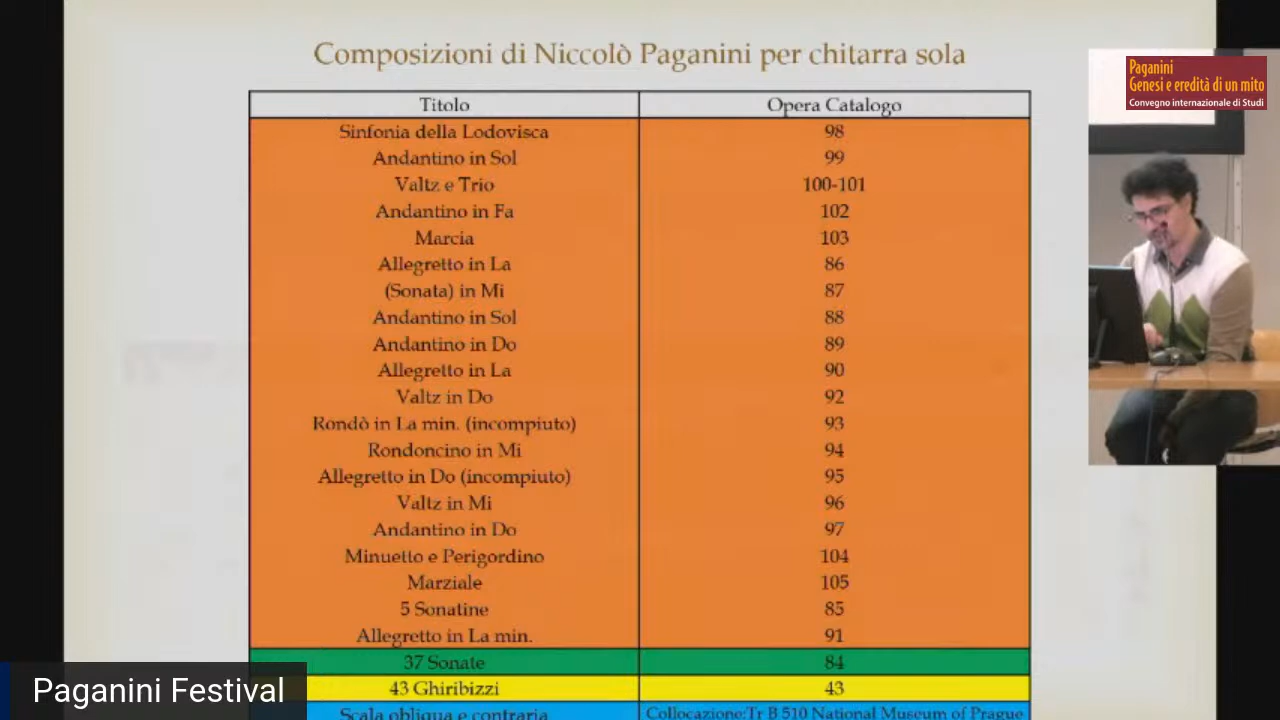 Composizioni di Niccolò Paganini per chitarra sola
Paganini
Genesi e eredità di un mito
Convegno internazionale di Studi
Titolo Opera Catalogo
Sinfonia della Lodovisca 98
Andantino in Sol 99
Valtz e Trio 100-101
Andantino in Fa 102
Marcia 103
Allegretto in La 86
(Sonata) in Mi 87
Andantino in Sol 88
Andantino in Do 89
Allegretto in La 90
Valtz in Do 92
Rondò in La min. (incompiuto) 93
Rondoncino in Mi 94
Allegretto in Do (incompiuto) 95
Valtz in Mi 96
Andantino in Do 97
Minuetto e Perigordino 104
Marziale 105
5 Sonatine 85
Allegretto in La min. 91
37 Sonate 84
43 Ghiribizzi 43
Scala obliqua e contraria Collocazione:Tr B 510 National Museum of Prague
Paganini Festival